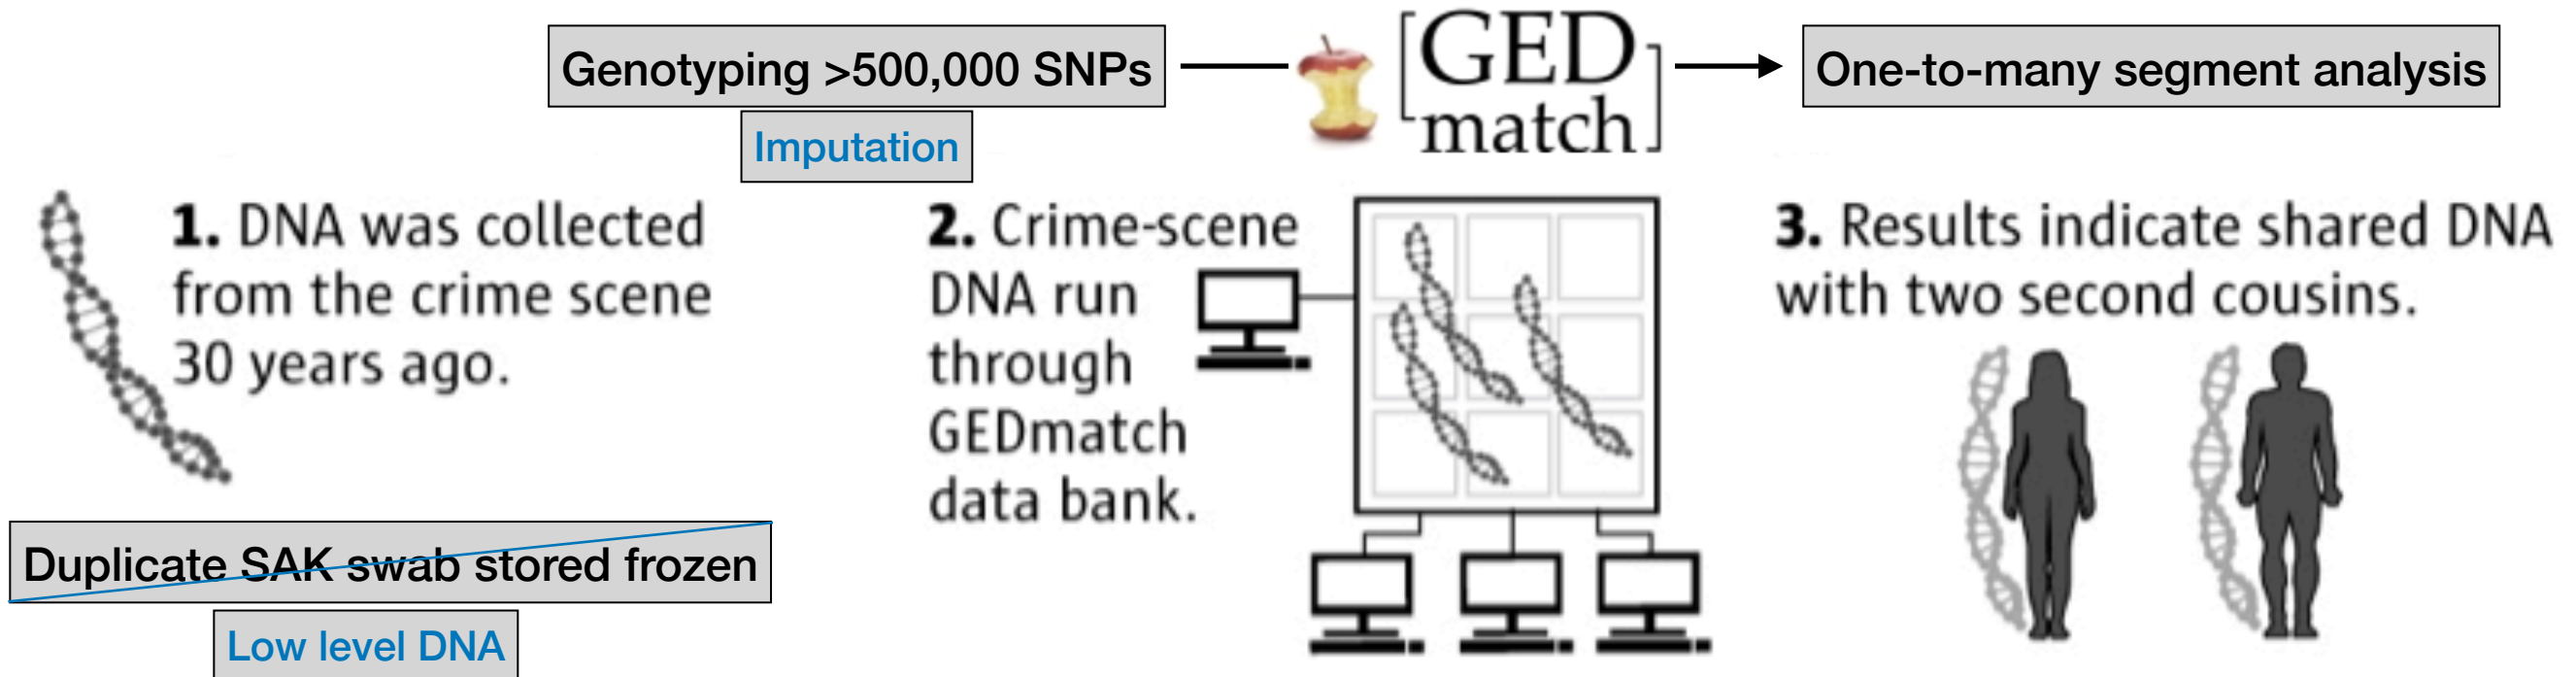 Genotyping >500,000 SNPs
Imputation
[GED
match]
One-to-many segment analysis
1. DNA was collected
from the crime scene
30 years ago.
Duplicate SAK swab stored frozen
Low level DNA
2. Crime-scene
DNA run
through
GEDmatch
data bank.
3. Results indicate shared DNA
with two second cousins.